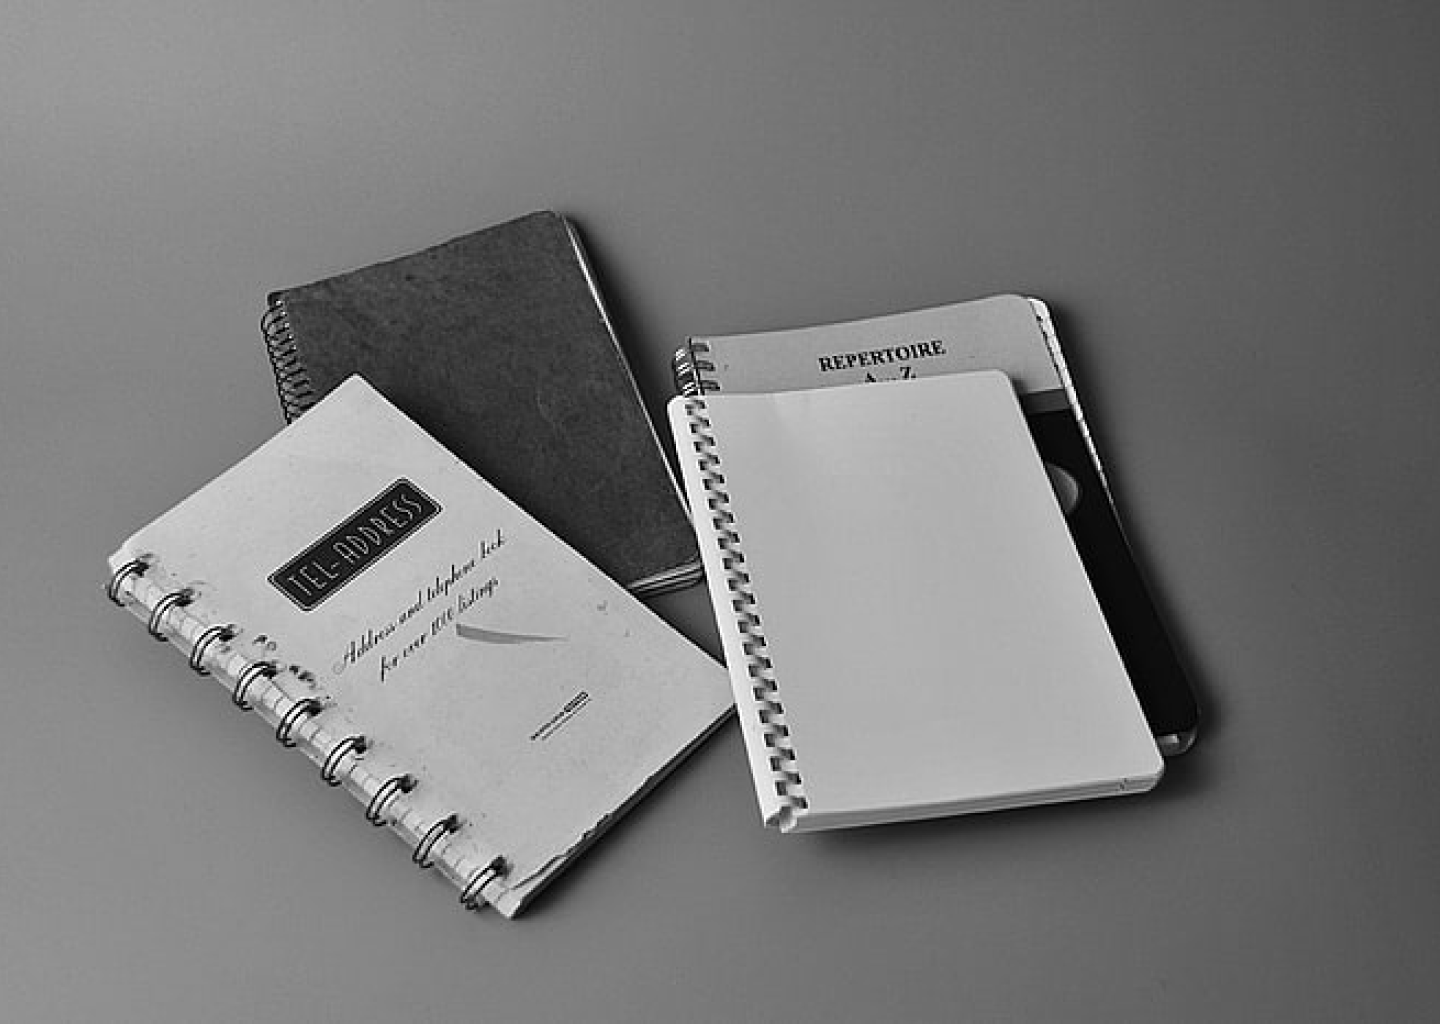 TEL-ADDRESS
Address and telephone book
for over 1000 listings
REPERTOIRE
A Z